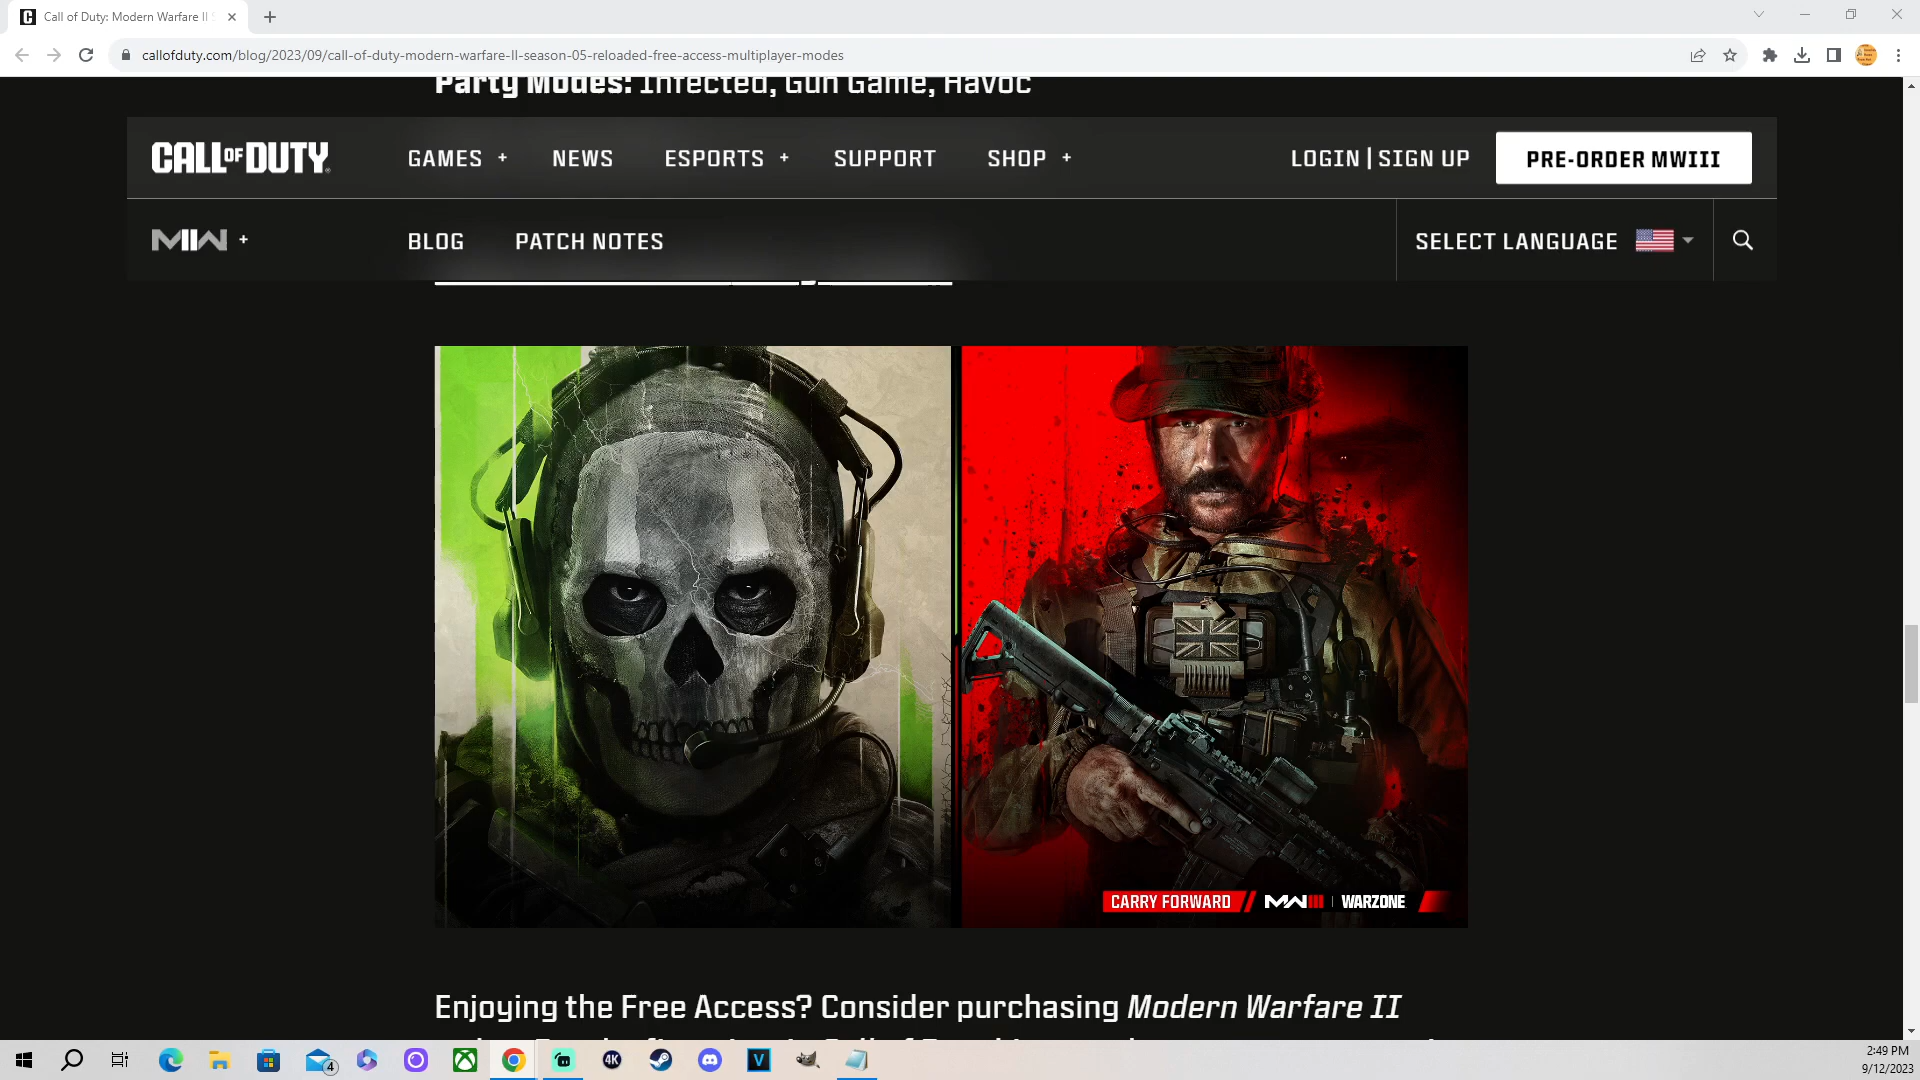 Call of Duty: Modern Warfare II
callofduty.com/blog/2023/09/call-of-duty-modern-warfare-II-season-05-reloaded-free-access-multiplayer-modes
Party Modes: Infected, Gun Game, Havoc
CALL OF DUTY
GAMES +
NEWS
ESPORTS +
SUPPORT
SHOP +
LOGIN | SIGN UP
PRE-ORDER MWIII
MWII +
BLOG
PATCH NOTES
SELECT LANGUAGE
CARRY FORWARD // MWIII | WARZONE
Enjoying the Free Access? Consider purchasing Modern Warfare II
4
4K
V
2:49 PM
9/12/2023